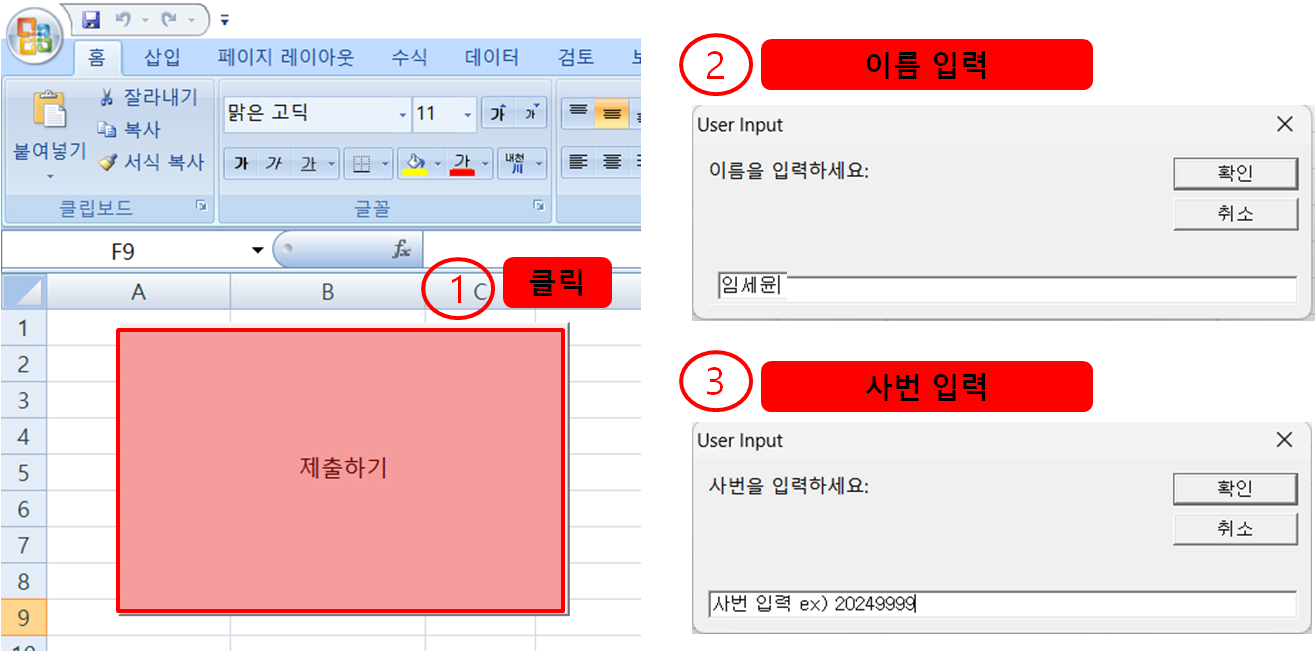 홈 삽입 페이지 레이아웃 수식 데이터 검토
붙여넣기
잘라내기
복사
서식 복사
클립보드
맑은 고딕 11 가 가
가 가 가 가 내천 川
글꼴
F9 fx
1 클릭
A B C
1
2
3
4
5
6
7
8
9
10
제출하기
2 이름 입력
User Input
이름을 입력하세요:
확인
취소
임세윤
3 사번 입력
User Input
사번을 입력하세요:
확인
취소
사번 입력 ex) 20249999